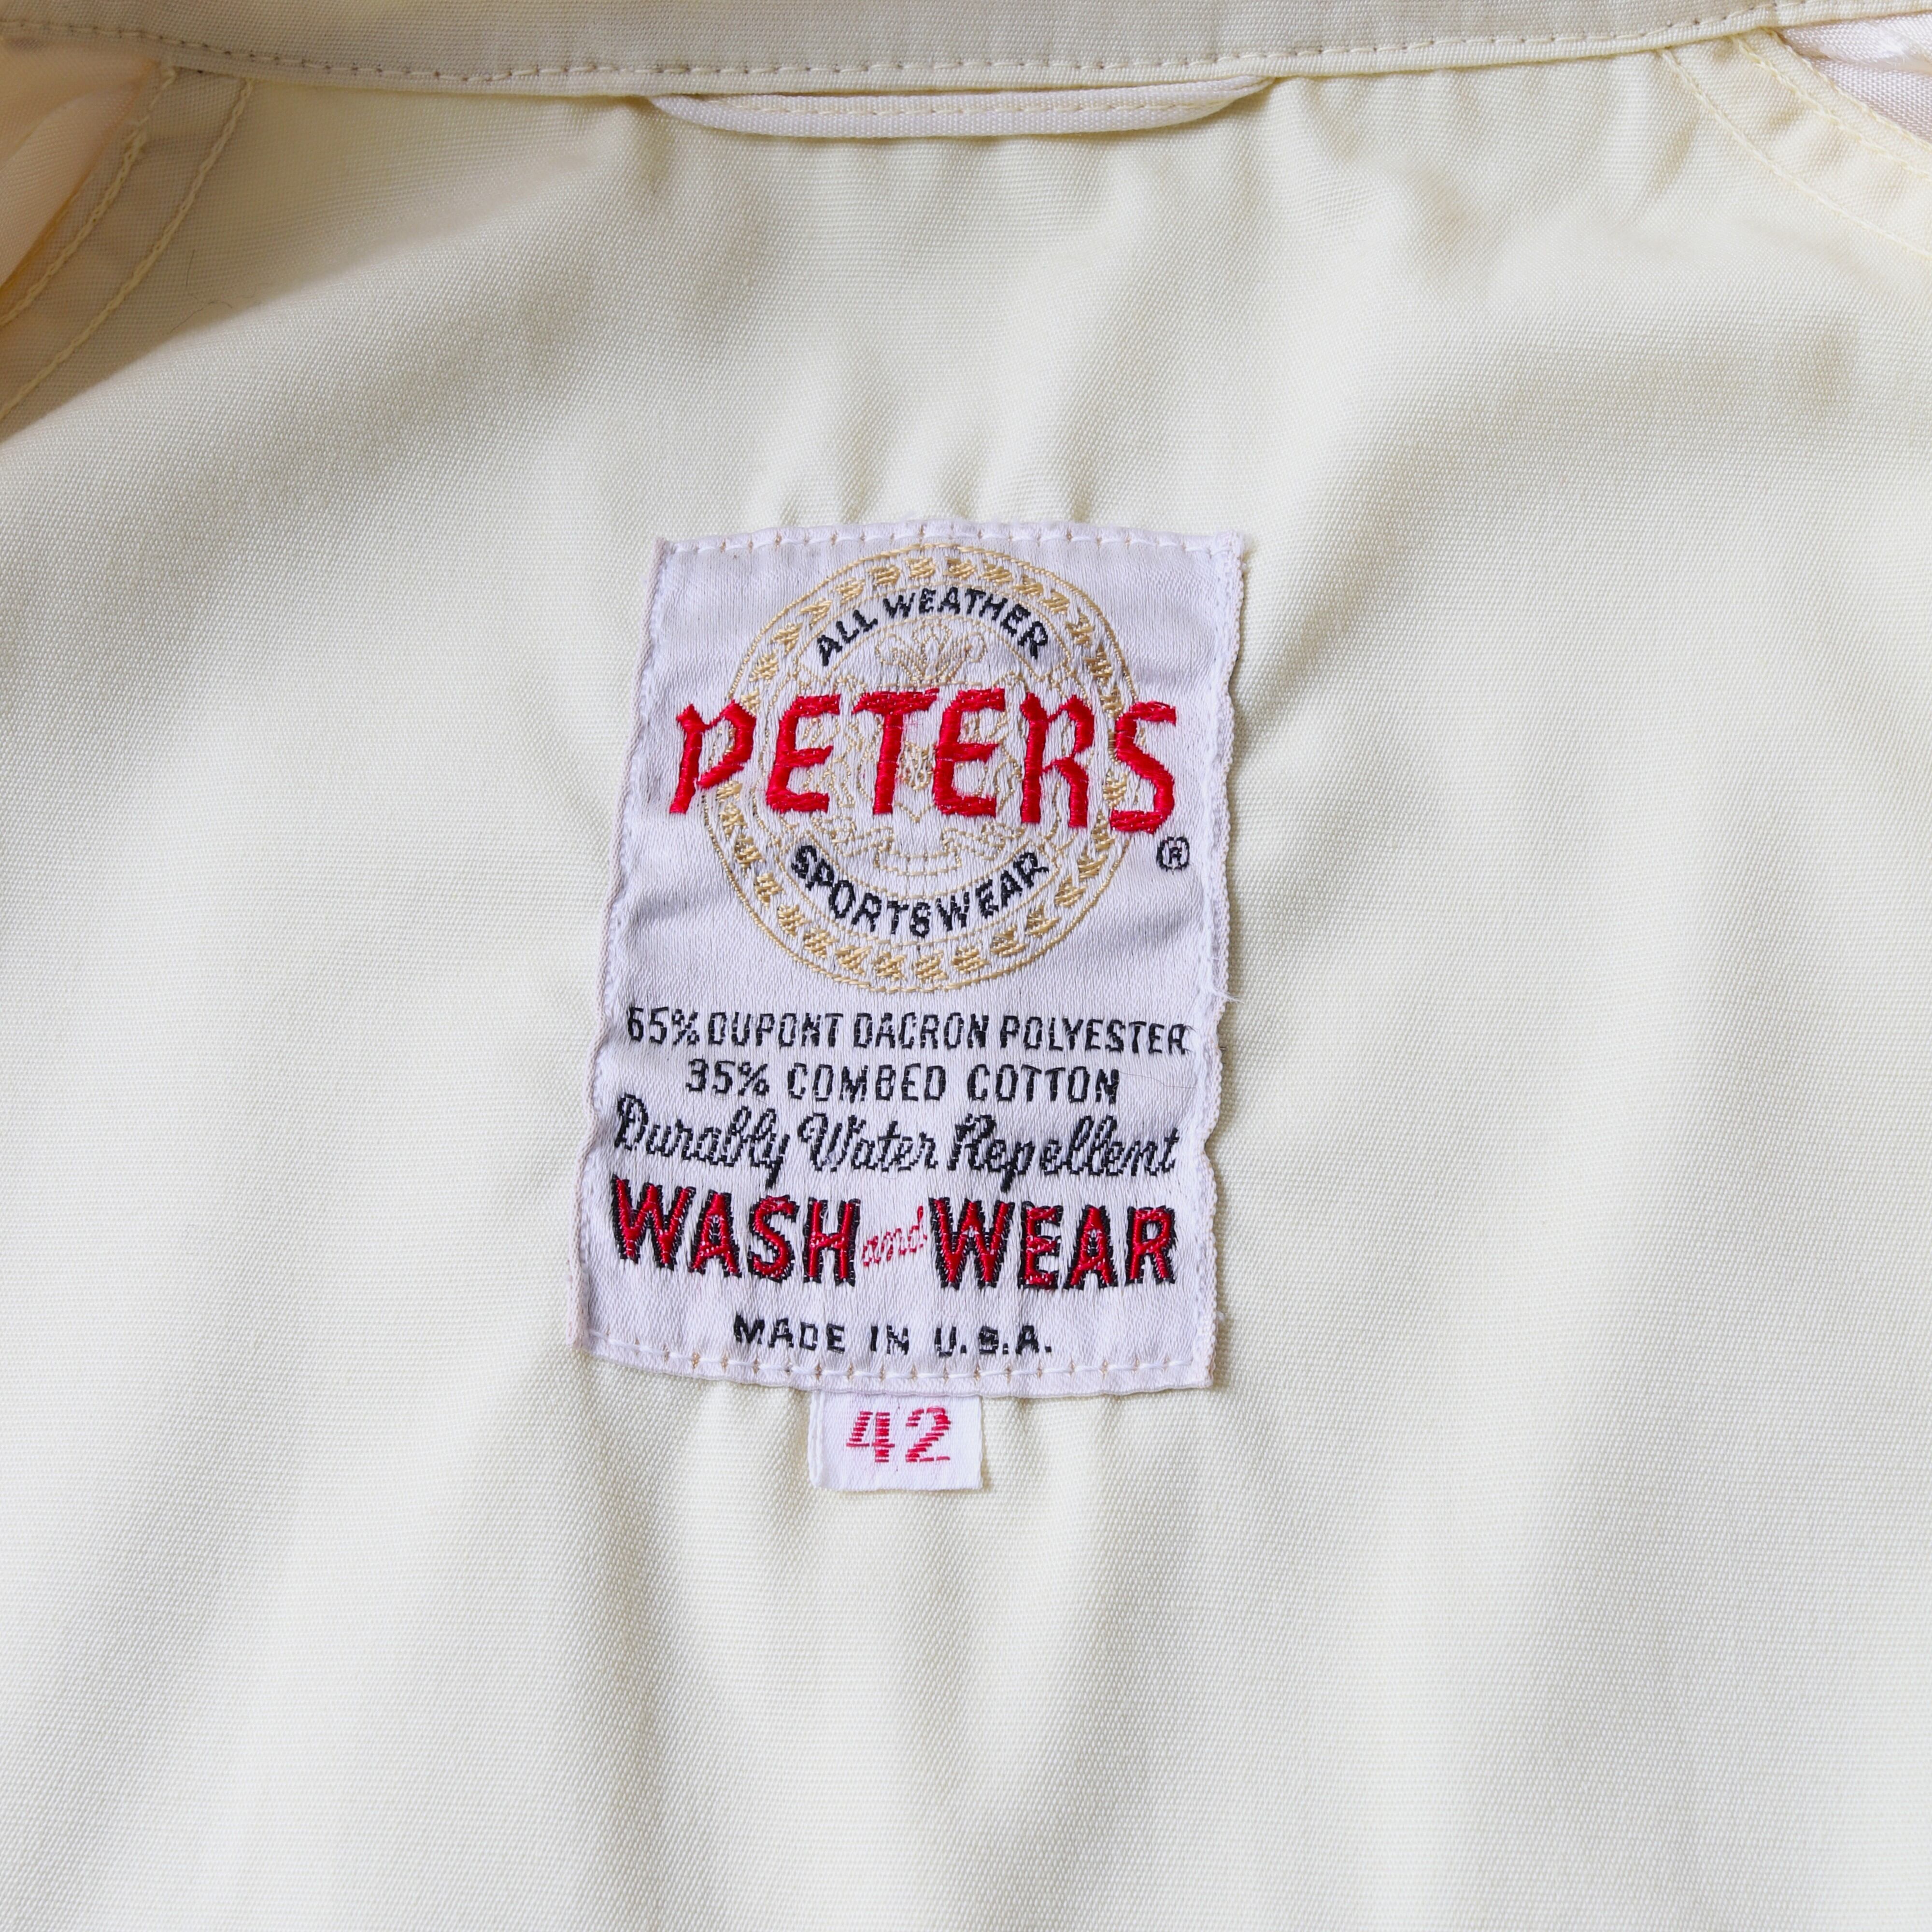 ALL WEATHER
PETERS
®
SPORTSWEAR
65% DUPONT DACRON POLYESTER
35% COMBED COTTON
Durably Water Repellent
WASH and WEAR
MADE IN U.S.A.
42